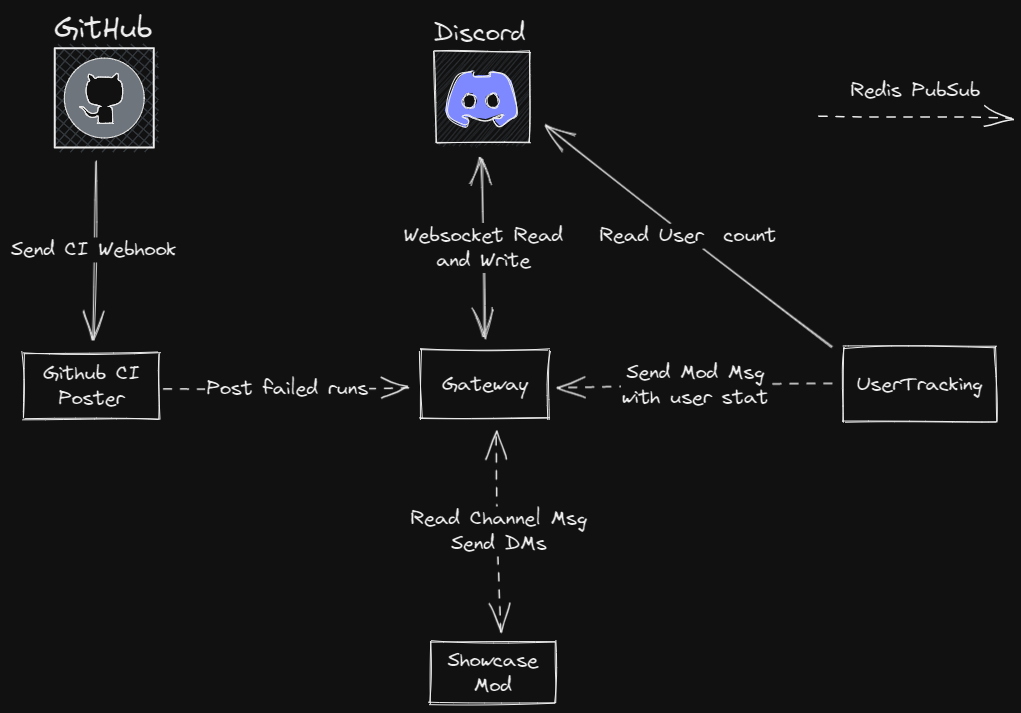 GitHub
Discord
Redis PubSub
Send CI Webhook
Websocket Read
and Write
Read User count
Github CI
Poster
Post failed runs
Gateway
Send Mod Msg
with user stat
UserTracking
Read Channel Msg
Send DMs
Showcase
Mod